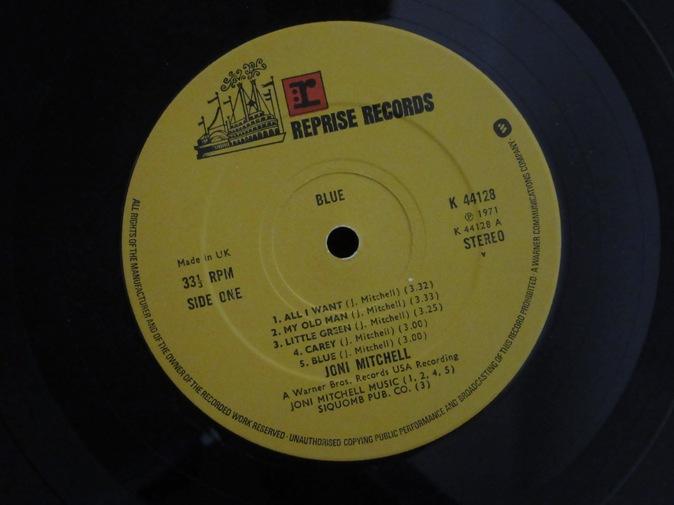 r
REPRISE RECORDS
W
BLUE
K 44128
℗ 1971
K 44128 A
STEREO
v
Made in UK
33⅓ RPM
SIDE ONE
1. ALL I WANT (J. Mitchell) (3.32)
2. MY OLD MAN (J. Mitchell) (3.33)
3. LITTLE GREEN (J. Mitchell) (3.25)
4. CAREY (J. Mitchell) (3.00)
5. BLUE (J. Mitchell) (3.00)
JONI MITCHELL
A Warner Bros. Records USA Recording
JONI MITCHELL MUSIC (1, 2, 4, 5)
SIQUOMB PUB. CO. (3)
ALL RIGHTS OF THE MANUFACTURER AND OF THE OWNER OF THE RECORDED WORK RESERVED · UNAUTHORISED COPYING PUBLIC PERFORMANCE AND BROADCASTING OF THIS RECORD PROHIBITED · A WARNER COMMUNICATIONS COMPANY ·